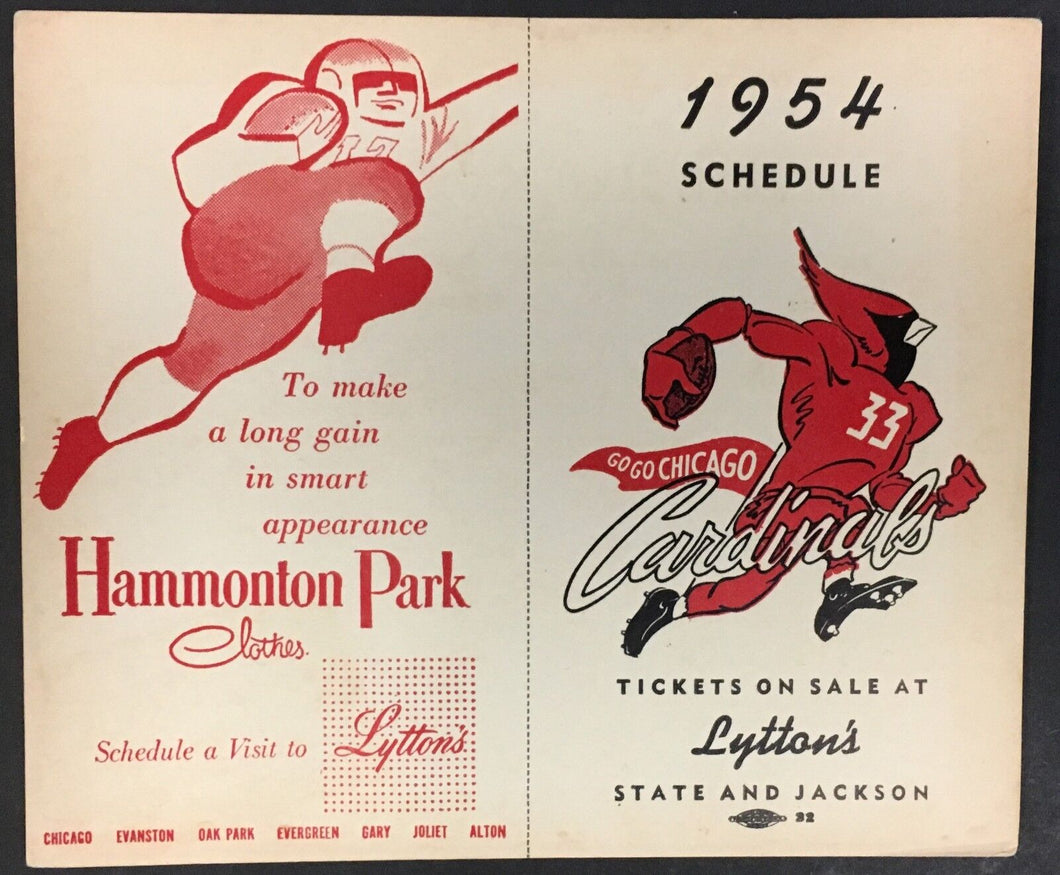 17
To make
a long gain
in smart
appearance
Hammonton Park
Clothes.
Schedule a Visit to
Lytton's
CHICAGO EVANSTON OAK PARK EVERGREEN GARY JOLIET ALTON
1954
SCHEDULE
33
GO GO CHICAGO
Cardinals
TICKETS ON SALE AT
Lytton's
STATE AND JACKSON
32